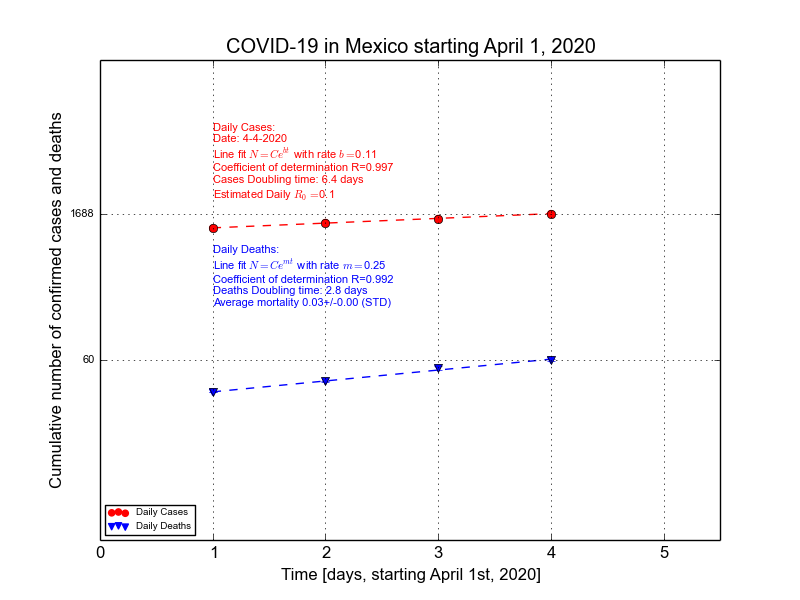 COVID-19 in Mexico starting April 1, 2020
Cumulative number of confirmed cases and deaths
Daily Cases:
Date: 4-4-2020
Line fit N = Ce^{bt} with rate b =0.11
Coefficient of determination R=0.997
Cases Doubling time: 6.4 days
Estimated Daily R_0 =0.1
1688
Daily Deaths:
Line fit N = Ce^{mt} with rate m =0.25
Coefficient of determination R=0.992
Deaths Doubling time: 2.8 days
Average mortality 0.03+/-0.00 (STD)
60
Daily Cases
Daily Deaths
0 1 2 3 4 5
Time [days, starting April 1st, 2020]